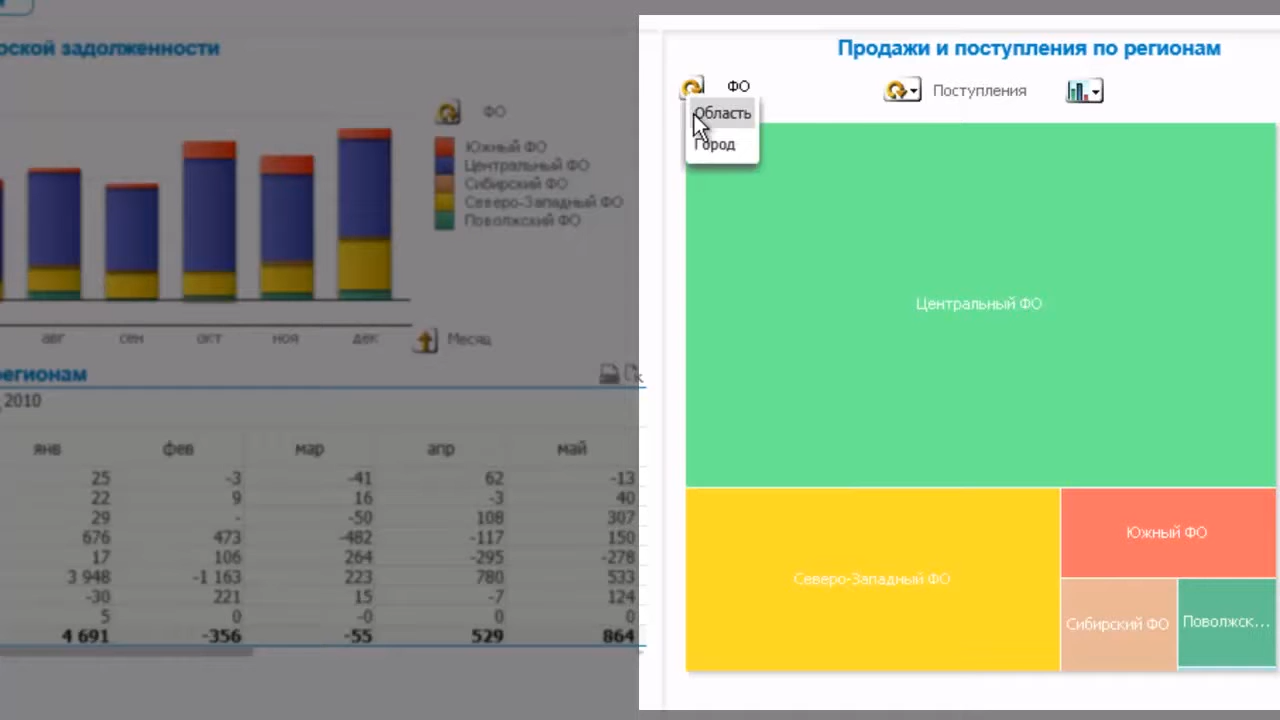 рской задолженности
ФО
Южный ФО
Центральный ФО
Сибирский ФО
Северо-Западный ФО
Поволжский ФО
авг сен окт ноя дек Месяц
регионам
2010
янв фев мар апр май
25 -3 -41 62 -13
22 9 16 -3 40
29 - -50 108 307
676 473 -482 -117 150
17 106 264 -295 -278
3 948 -1 163 223 780 533
-30 221 15 -7 124
5 0 -0 0 0
4 691 -356 -55 529 864
Продажи и поступления по регионам
ФО Поступления
Область
Город
Центральный ФО
Северо-Западный ФО
Южный ФО
Сибирский ФО
Поволжск...